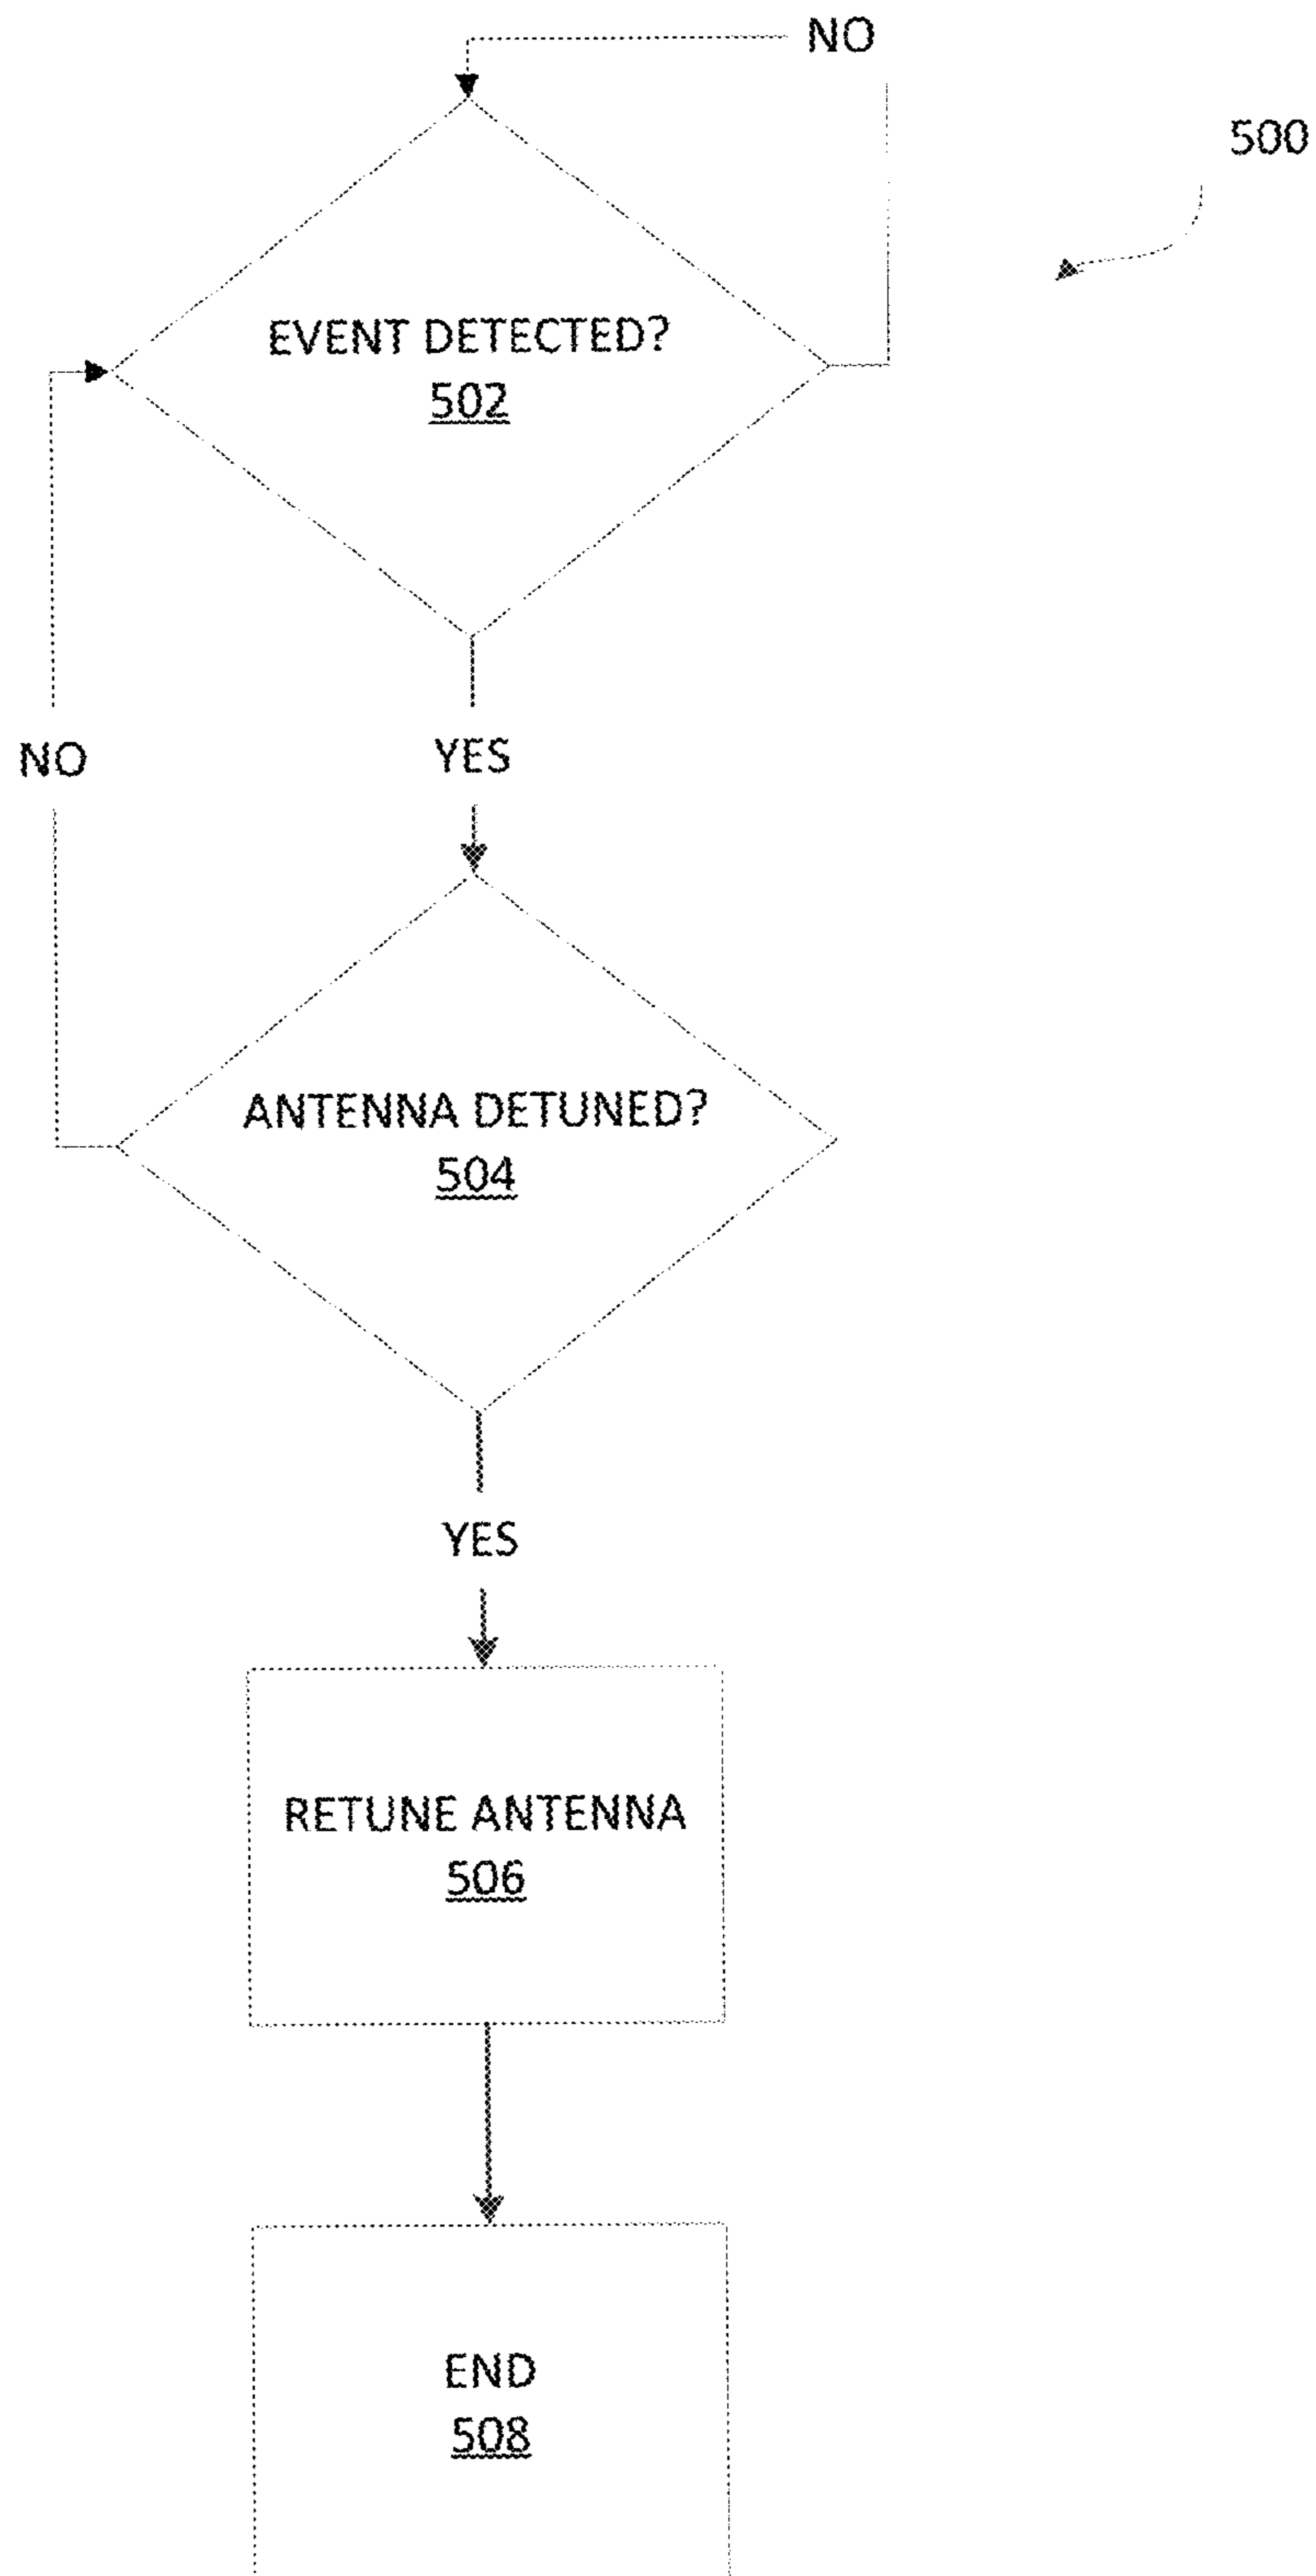 NO
500
EVENT DETECTED?
502
NO
YES
ANTENNA DETUNED?
504
YES
RETUNE ANTENNA
506
END
508